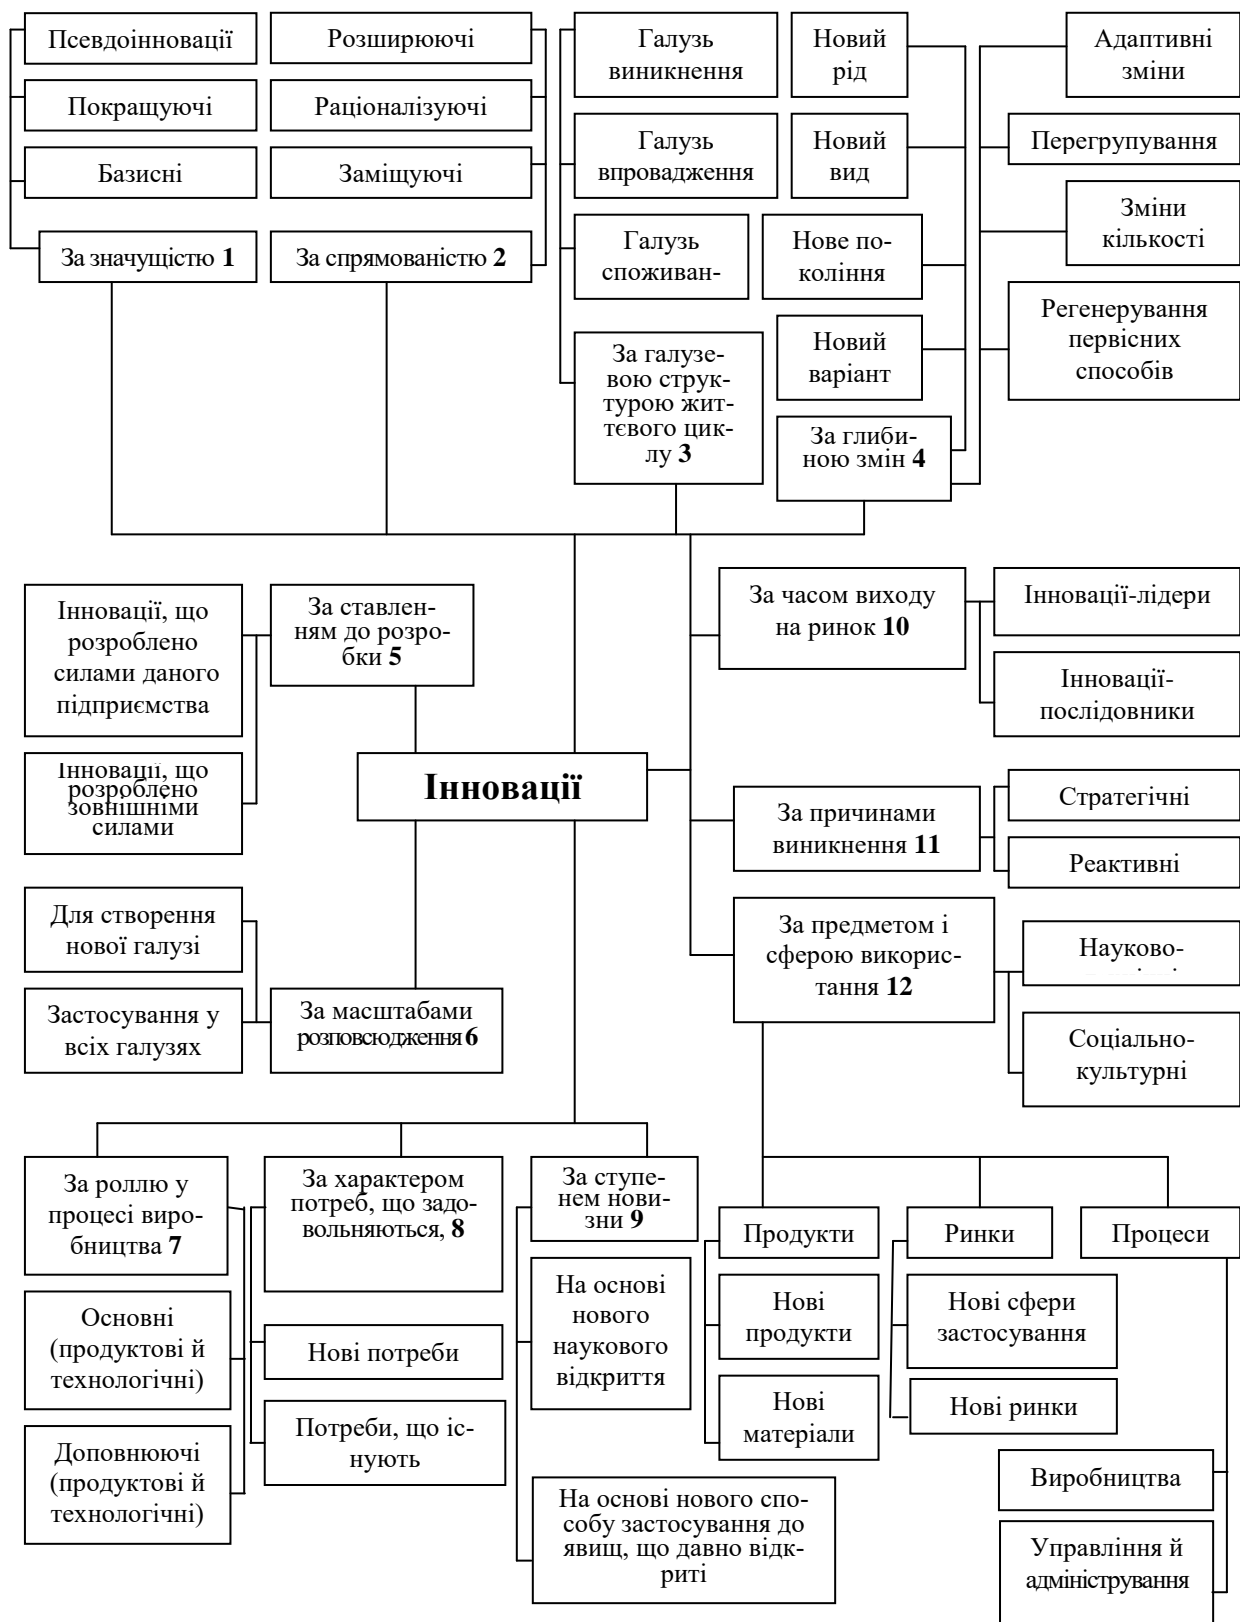 Псевдоінновації
Покращуючі
Базисні
За значущістю 1
Розширюючі
Раціоналізуючі
Заміщуючі
За спрямованістю 2
Галузь
виникнення
Галузь
впровадження
Галузь
споживан-
За галузе-
вою струк-
турою жит-
тєвого цик-
лу 3
Новий
рід
Новий
вид
Нове по-
коління
Новий
варіант
За глиби-
ною змін 4
Адаптивні
зміни
Перегрупування
Зміни
кількості
Регенерування
первісних
способів
Інновації, що
розроблено
силами даного
підприємства
Інновації, що
розроблено
зовнішніми
силами
За ставлен-
ням до розро-
бки 5
Інновації
Для створення
нової галузі
Застосування у
всіх галузях
За масштабами
розповсюдження 6
За часом виходу
на ринок 10
Інновації-лідери
Інновації-
послідовники
За причинами
виникнення 11
Стратегічні
Реактивні
За предметом і
сферою викорис-
тання 12
Науково-
Соціально-
культурні
За роллю у
процесі виро-
бництва 7
Основні
(продуктові й
технологічні)
Доповнюючі
(продуктові й
технологічні)
За характером
потреб, що задо-
вольняються, 8
Нові потреби
Потреби, що іс-
нують
За ступе-
нем нови-
зни 9
На основі
нового
наукового
відкриття
На основі нового спо-
собу застосування до
явищ, що давно відк-
риті
Продукти
Нові
продукти
Нові
матеріали
Ринки
Нові сфери
застосування
Нові ринки
Процеси
Виробництва
Управління й
адміністрування